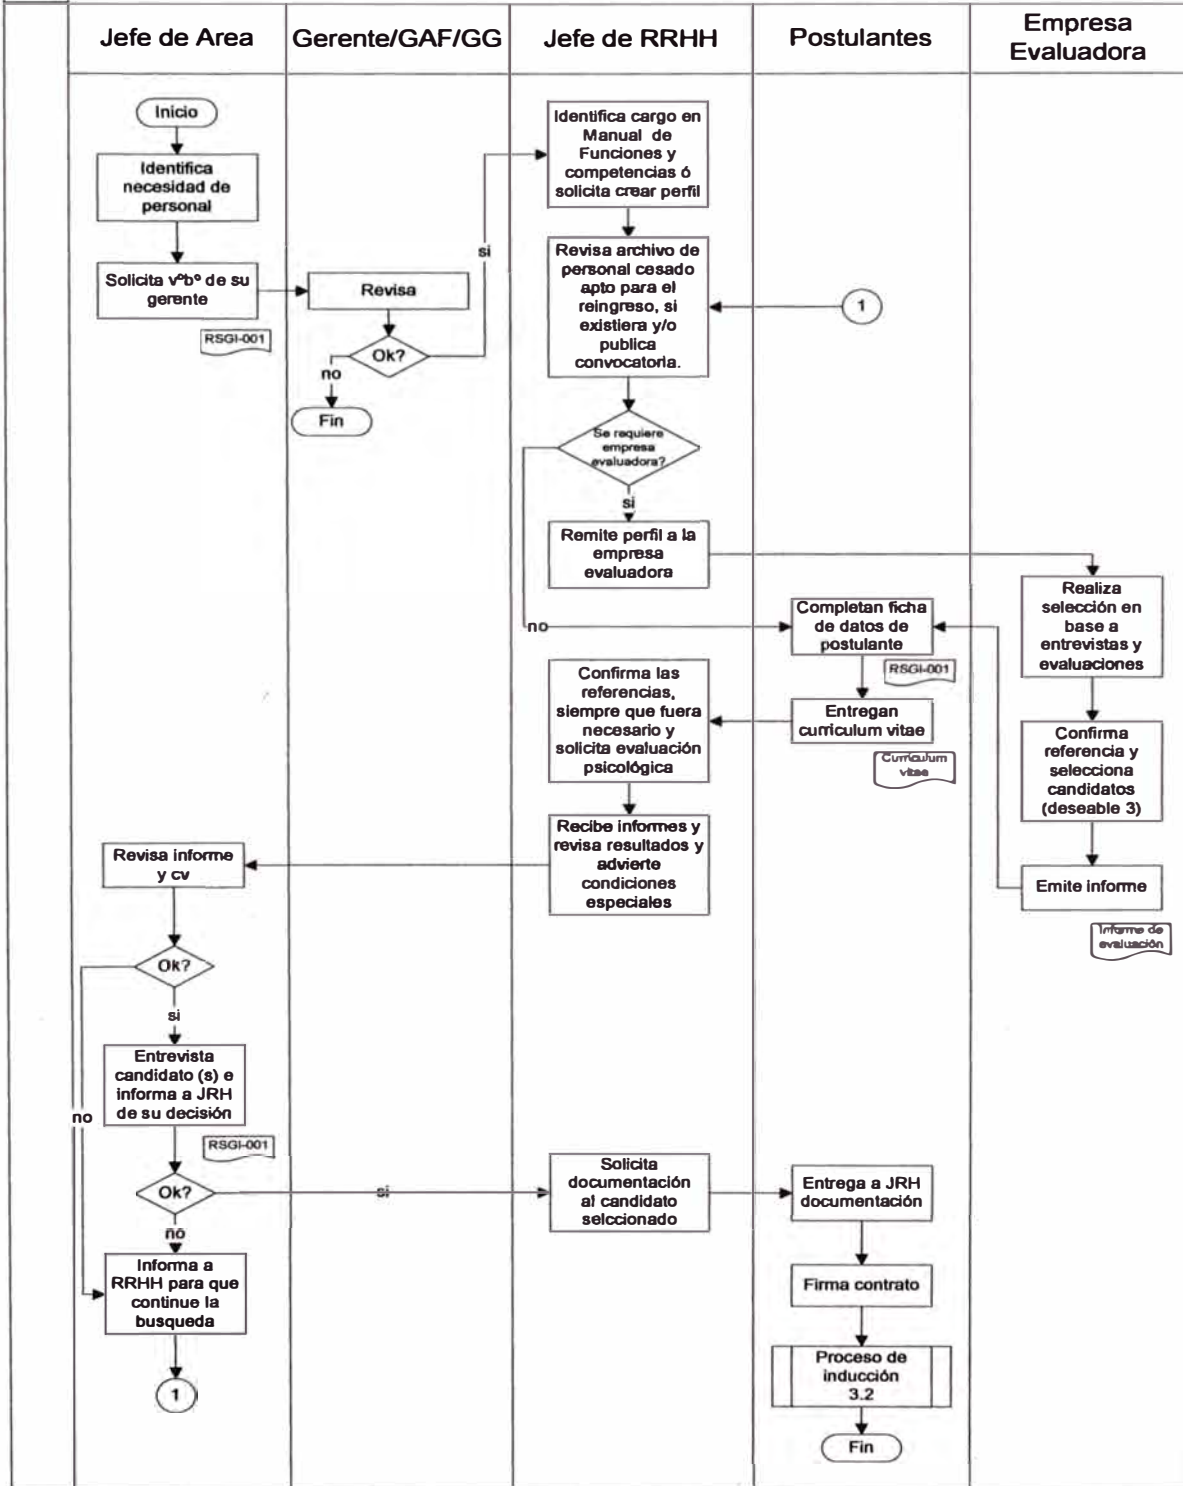 Jefe de Area
Gerente/GAF/GG
Jefe de RRHH
Postulantes
Empresa
Evaluadora
Inicio
Identifica
necesidad de
personal
Solicita vºbº de su
gerente
RSGI-001
Revisa
Ok?
no
Fin
si
Identifica cargo en
Manual de
Funciones y
competencias ó
solicita crear perfil
Revisa archivo de
personal cesado
apto para el
reingreso, si
existiera y/o
publica
convocatoria.
1
Se requiere
empresa
evaluadora?
si
Remite perfil a la
empresa
evaluadora
no
Realiza
selección en
base a
entrevistas y
evaluaciones
Confirma
referencia y
selecciona
candidatos
(deseable 3)
Emite informe
Informe de
evaluación
Completan ficha
de datos de
postulante
RSGI-001
Entregan
curriculum vitae
Curriculum
vitae
Confirma las
referencias,
siempre que fuera
necesario y
solicita evaluación
psicológica
Recibe informes y
revisa resultados y
advierte
condiciones
especiales
Revisa informe
y cv
Ok?
si
no
Entrevista
candidato (s) e
informa a JRH
de su decisión
RSGI-001
Ok?
si
no
Informa a
RRHH para que
continue la
busqueda
1
Solicita
documentación
al candidato
selccionado
Entrega a JRH
documentación
Firma contrato
Proceso de
inducción
3.2
Fin